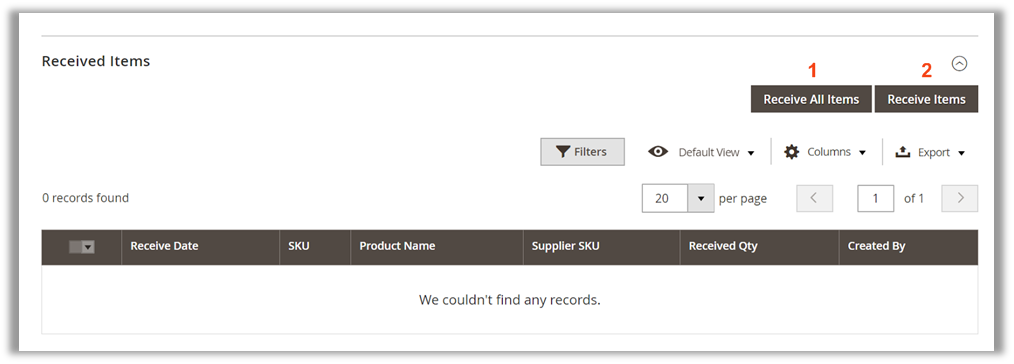 Received Items
1 2
Receive All Items Receive Items
Filters Default View Columns Export
0 records found 20 per page 1 of 1
Receive Date SKU Product Name Supplier SKU Received Qty Created By
We couldn't find any records.